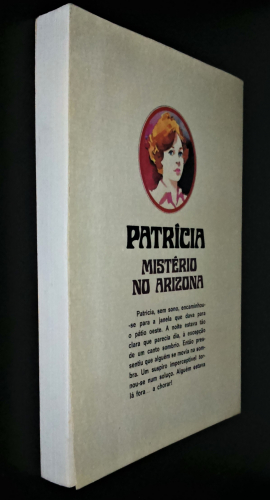 PATRÍCIA
MISTÉRIO
NO ARIZONA
Patrícia, sem sono, encaminhou-
-se para a janela que dava para
o pátio oeste. A noite estava tão
clara que parecia dia, à excepção
de um canto sombrio. Então pres-
sentiu que alguém se movia na som-
bra. Um suspiro imperceptível tor-
nou-se num soluço. Alguém estava
lá fora... a chorar!